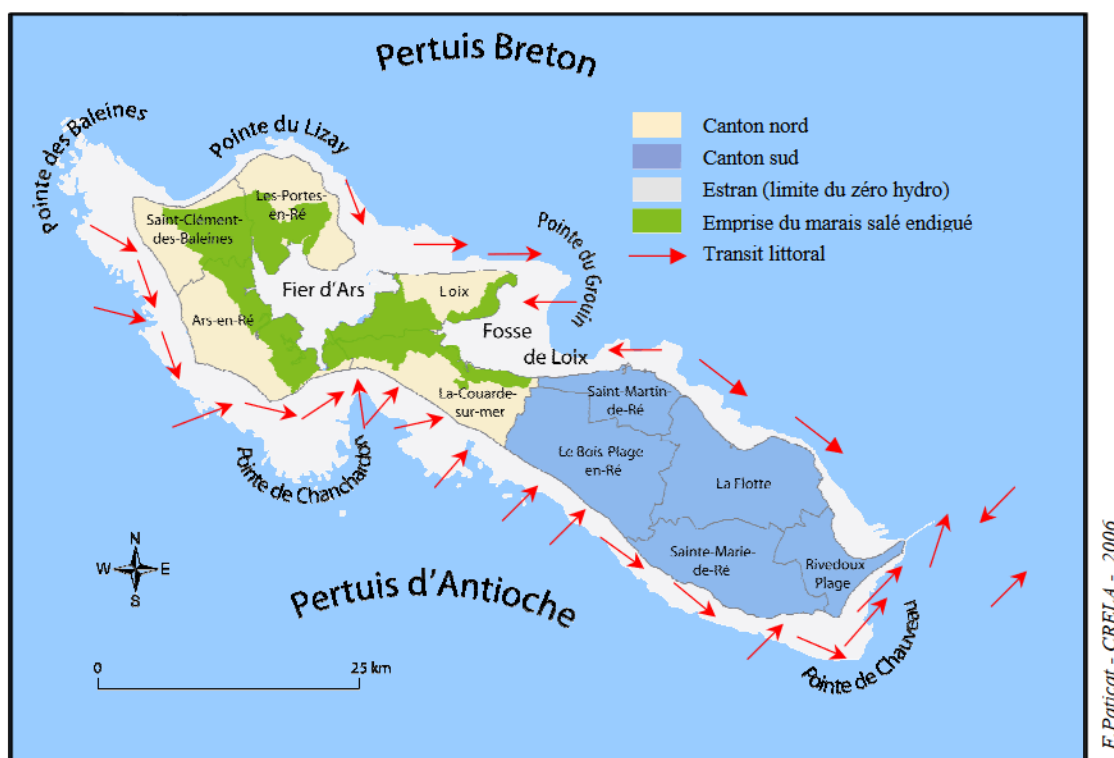 Pertuis Breton
Pointe des Baleines
Pointe du Lizay
Canton nord
Canton sud
Estran (limite du zéro hydro)
Emprise du marais salé endigué
Transit littoral
Les-Portes-
en-Ré
Saint-Clément-
des-Baleines
Pointe du Grouin
Fier d'Ars
Loix
Ars-en-Ré
Fosse
de Loix
La-Couarde-
sur-mer
Saint-Martin-
de-Ré
Pointe de Chanchardon
Le Bois Plage
en-Ré
La Flotte
N
W E
S
Sainte-Marie-
de-Ré
Rivedoux
Plage
Pertuis d'Antioche
Pointe de Chauveau
0 25 km
F.Paticat - CRELA - 2006